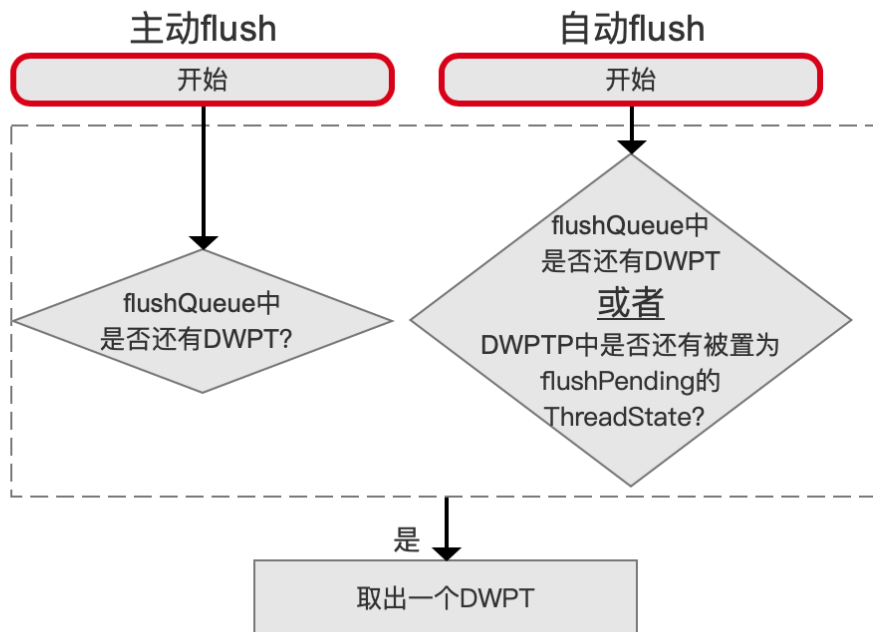 主动flush
自动flush
开始
开始
flushQueue中
是否还有DWPT?
flushQueue中
是否还有DWPT
或者
DWPTP中是否还有被置为
flushPending的
ThreadState?
是
取出一个DWPT